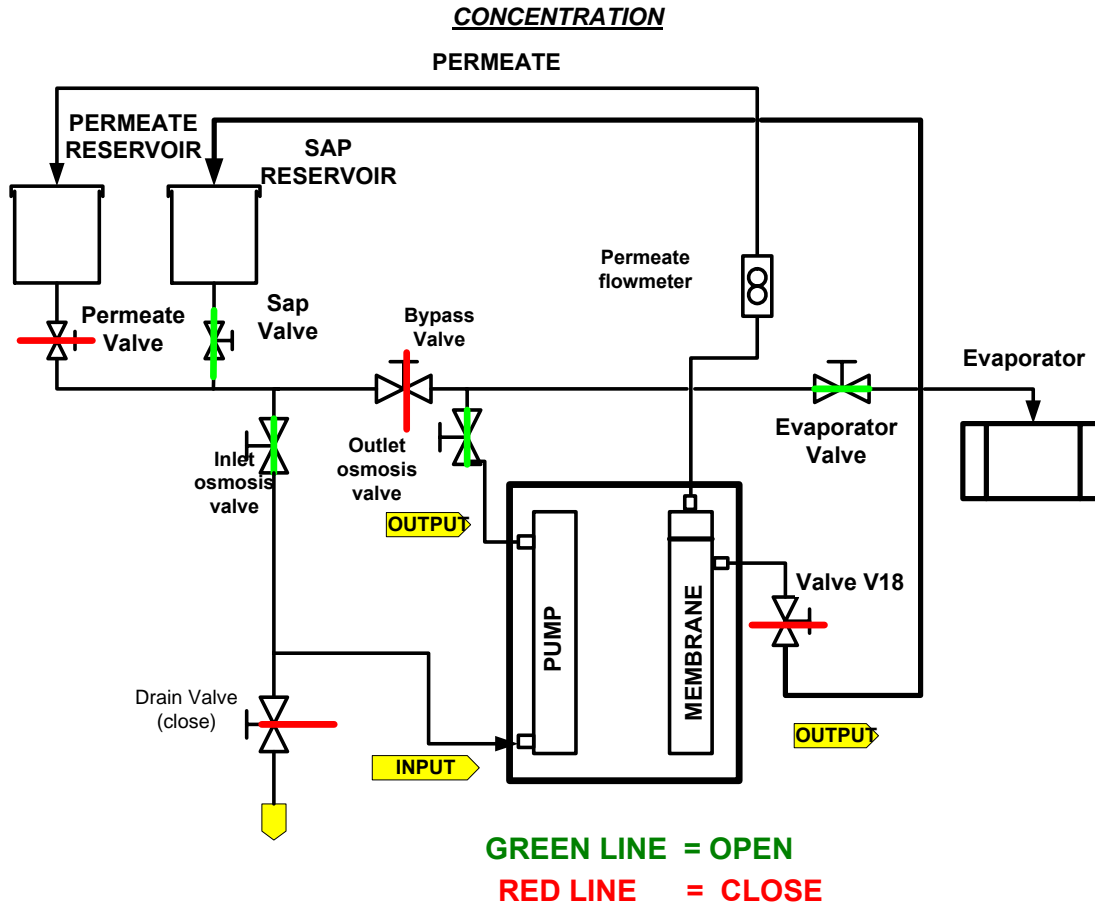 CONCENTRATION
PERMEATE
PERMEATE
RESERVOIR
SAP
RESERVOIR
Permeate
flowmeter
Permeate
Valve
Sap
Valve
Bypass
Valve
Evaporator
Inlet
osmosis
valve
Outlet
osmosis
valve
Evaporator
Valve
OUTPUT
PUMP
MEMBRANE
Valve V18
Drain Valve
(close)
INPUT
OUTPUT
GREEN LINE = OPEN
RED LINE = CLOSE